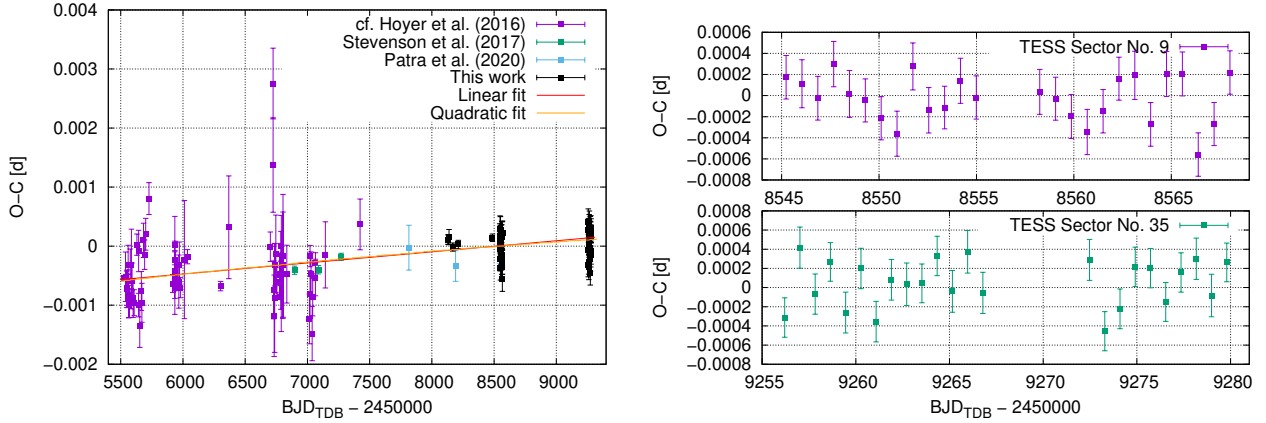 cf. Hoyer et al. (2016)
Stevenson et al. (2017)
Patra et al. (2020)
This work
Linear fit
Quadratic fit
O−C [d]
0.004
0.003
0.002
0.001
0
−0.001
−0.002
5500 6000 6500 7000 7500 8000 8500 9000
BJD_TDB − 2450000
TESS Sector No. 9
O−C [d]
0.0006
0.0004
0.0002
0
−0.0002
−0.0004
−0.0006
−0.0008
8545 8550 8555 8560 8565
TESS Sector No. 35
O−C [d]
0.0008
0.0006
0.0004
0.0002
0
−0.0002
−0.0004
−0.0006
−0.0008
9255 9260 9265 9270 9275 9280
BJD_TDB − 2450000